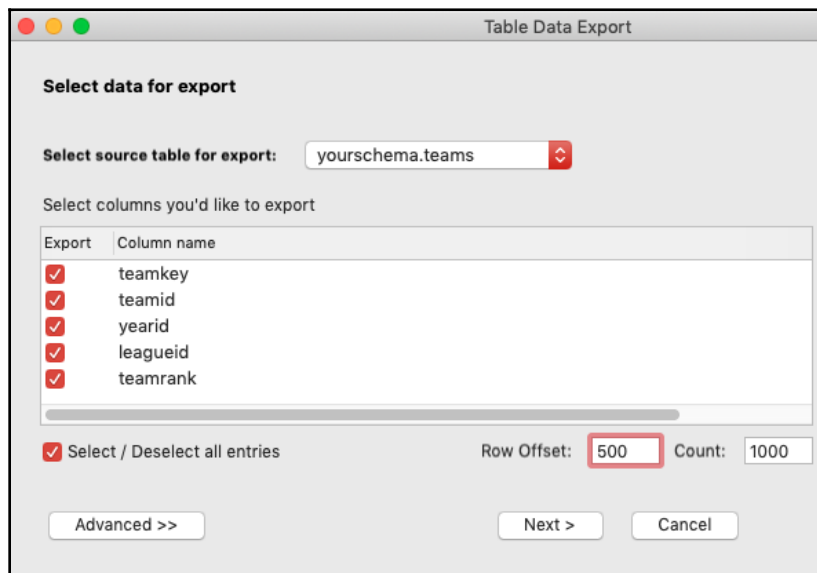 Table Data Export
Select data for export
Select source table for export: yourschema.teams
Select columns you'd like to export
Export Column name
teamkey
teamid
yearid
leagueid
teamrank
Select / Deselect all entries Row Offset: 500 Count: 1000
Advanced >> Next > Cancel